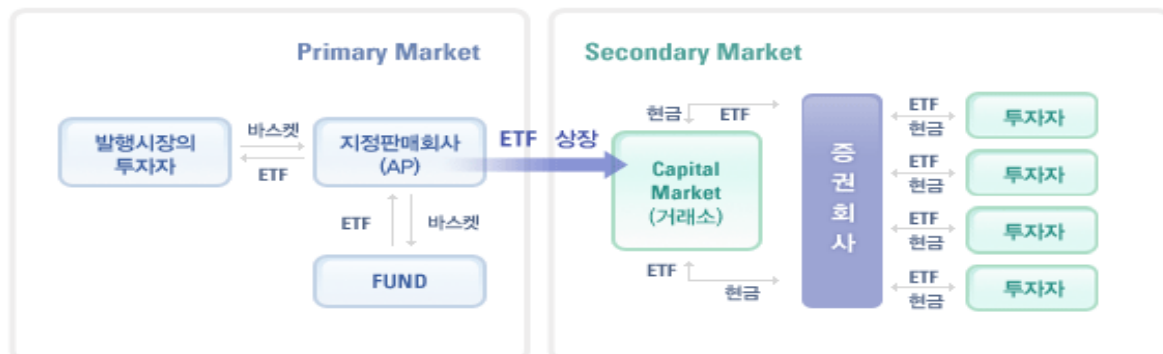 Primary Market
발행시장의
투자자
바스켓
ETF
지정판매회사
(AP)
ETF
바스켓
FUND
ETF 상장
Secondary Market
현금
ETF
Capital
Market
(거래소)
ETF
현금
증
권
회
사
ETF
현금
투자자
ETF
현금
투자자
ETF
현금
투자자
ETF
현금
투자자